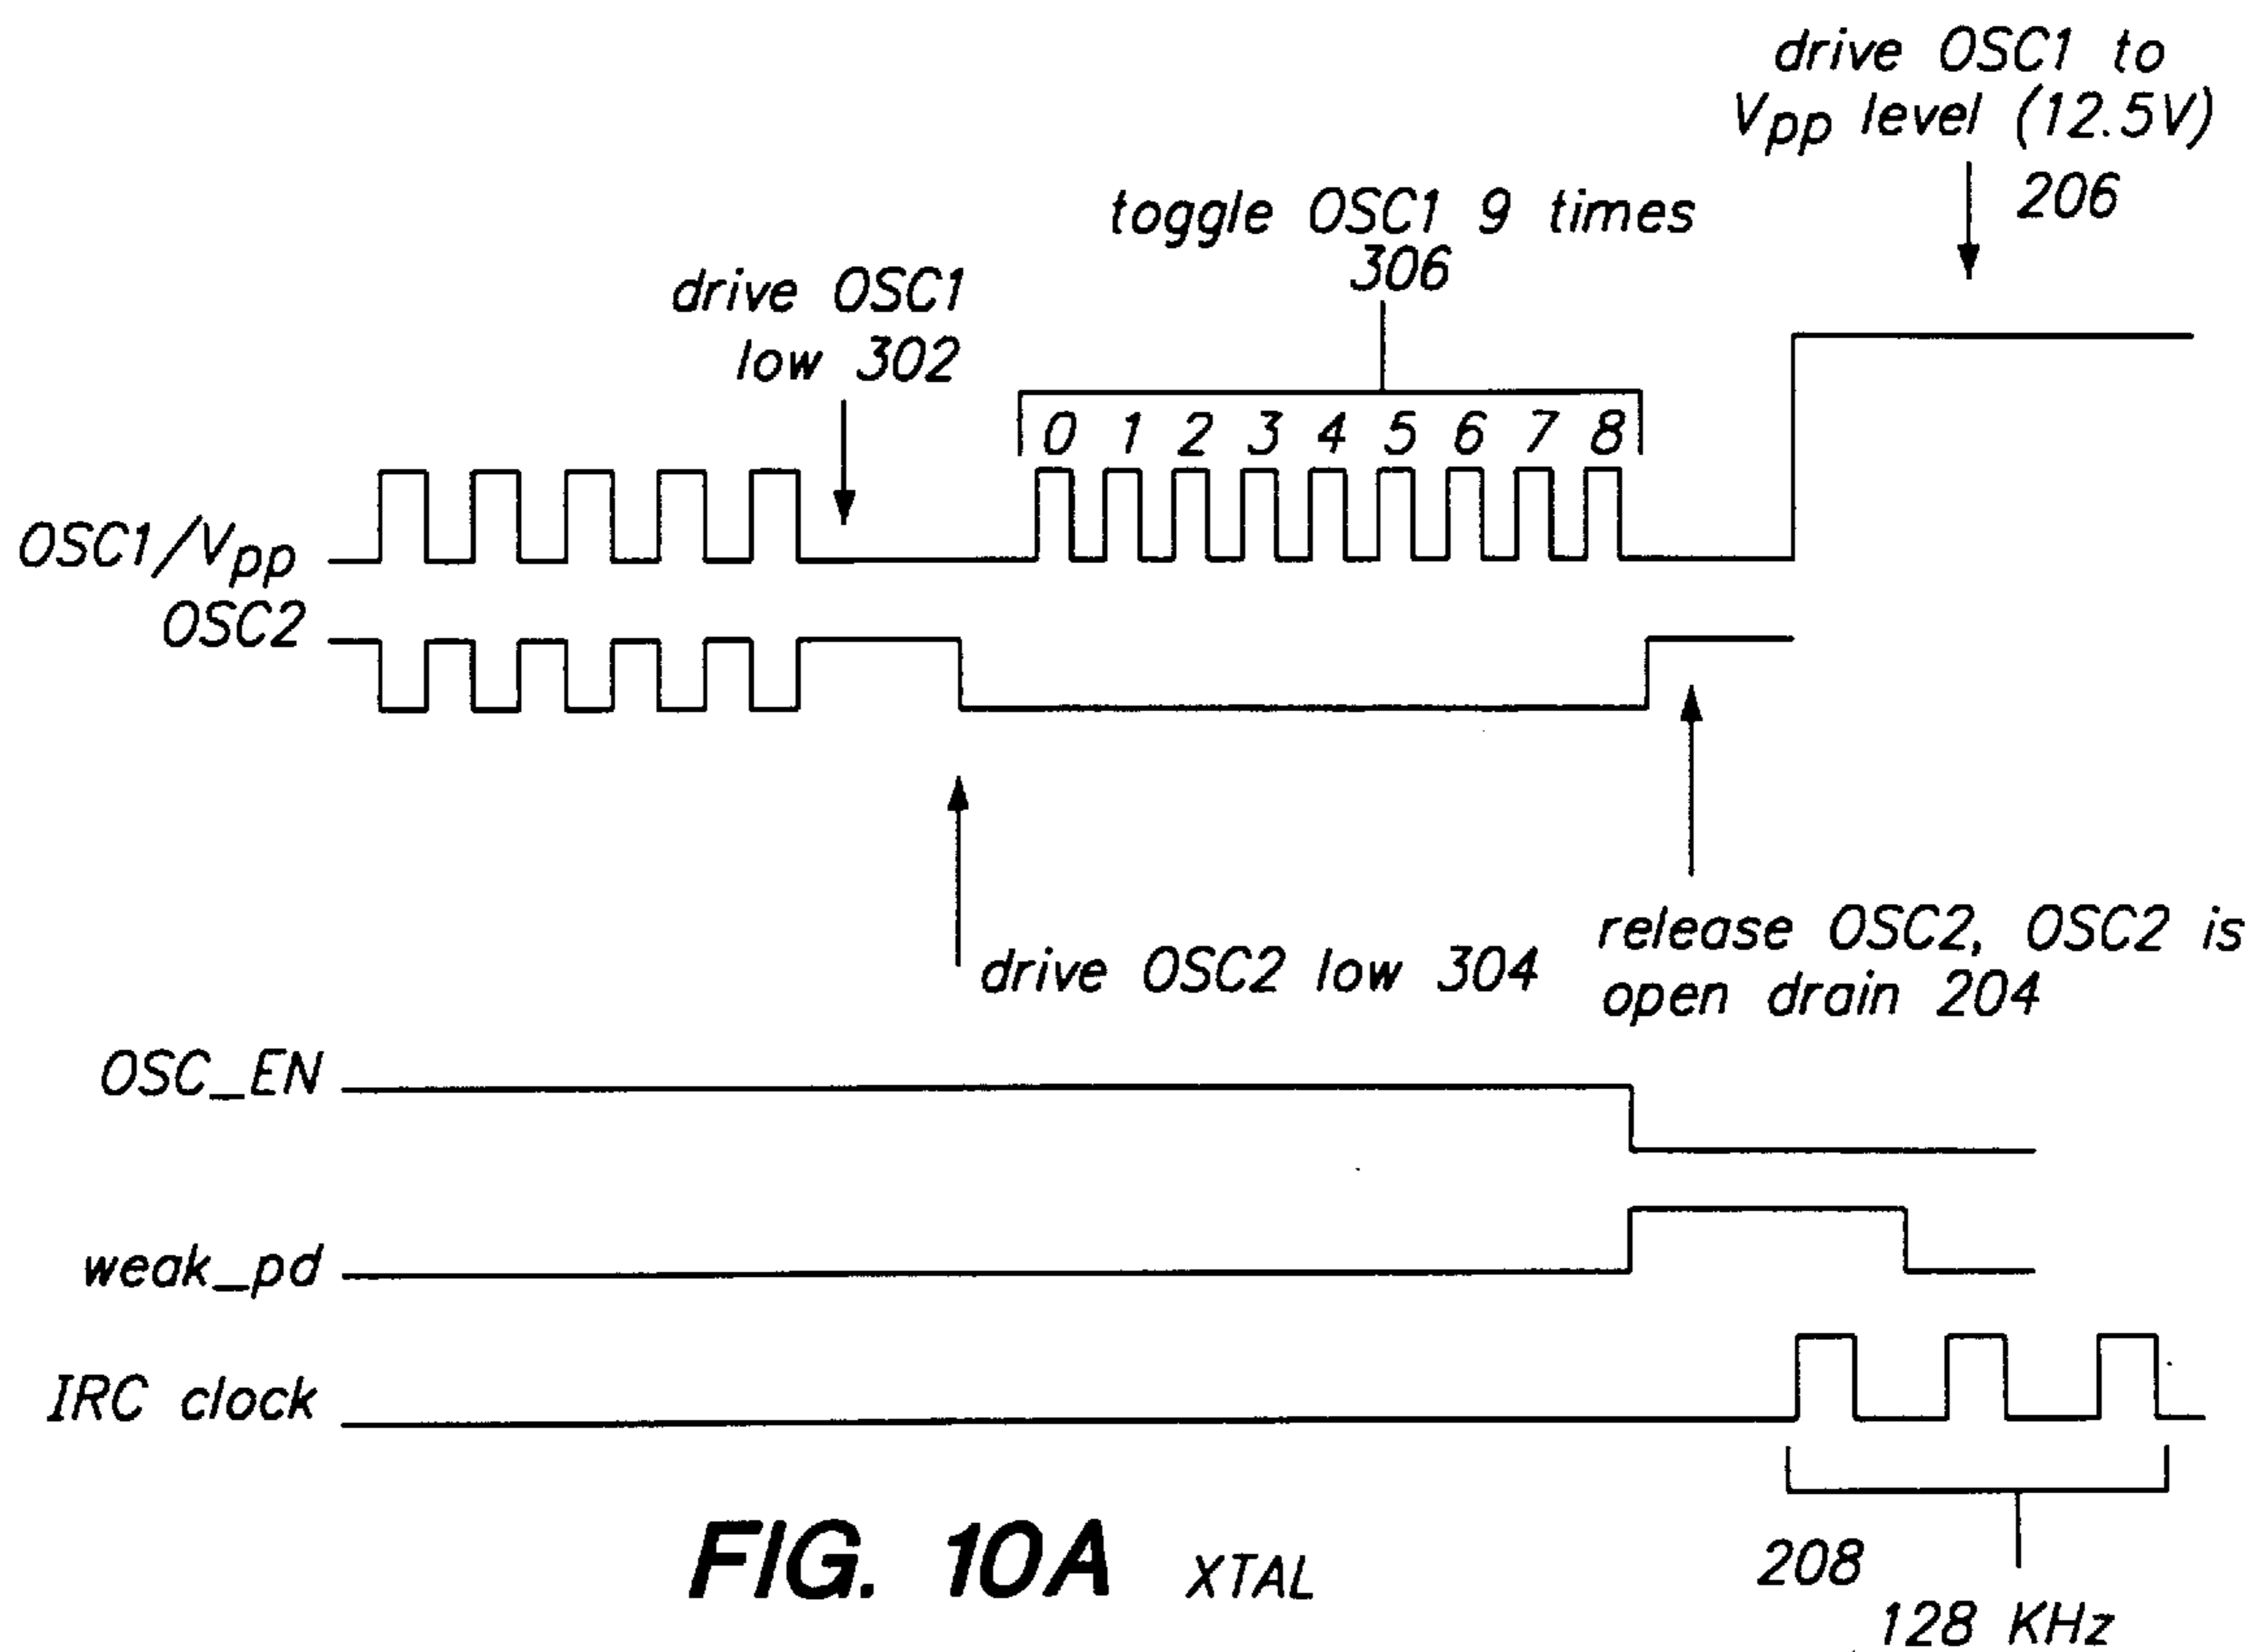 drive OSC1 to
Vpp level (12.5V)
206
toggle OSC1 9 times
306
drive OSC1
low 302
0 1 2 3 4 5 6 7 8
OSC1/Vpp
OSC2
drive OSC2 low 304
release OSC2, OSC2 is
open drain 204
OSC_EN
weak_pd
IRC clock
208
128 KHz
FIG. 10A XTAL